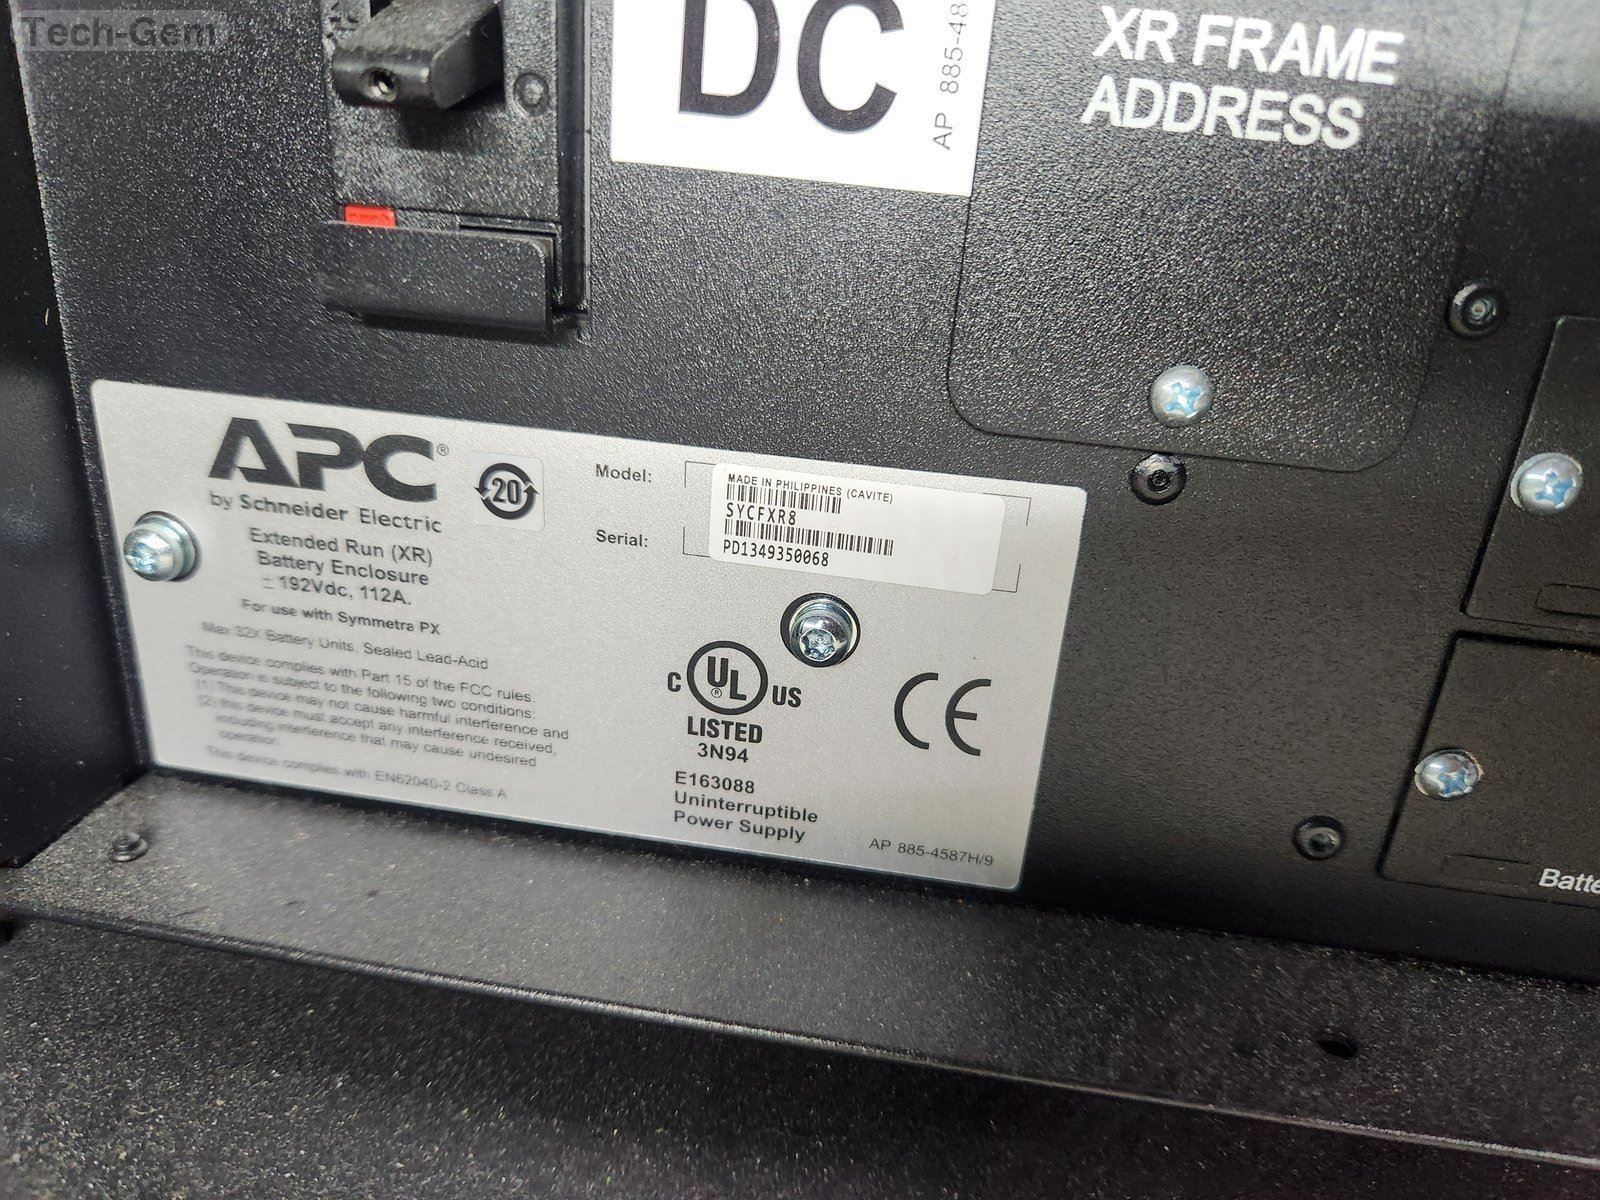 Tech-Gem
DC
AP 885-48
XR FRAME
ADDRESS
APC®
by Schneider Electric
20
Extended Run (XR)
Battery Enclosure
±192Vdc, 112A.
For use with Symmetra PX
Max 32X Battery Units, Sealed Lead-Acid
This device complies with Part 15 of the FCC rules.
Operation is subject to the following two conditions:
(1) This device may not cause harmful interference and
(2) this device must accept any interference received,
including interference that may cause undesired
operation.
This device complies with EN62040-2 Class A
Model:
Serial:
MADE IN PHILIPPINES (CAVITE)
SYCFXR8
PD1349350068
C UL® US
LISTED
3N94
E163088
Uninterruptible
Power Supply
CE
AP 885-4587H/9
Batte